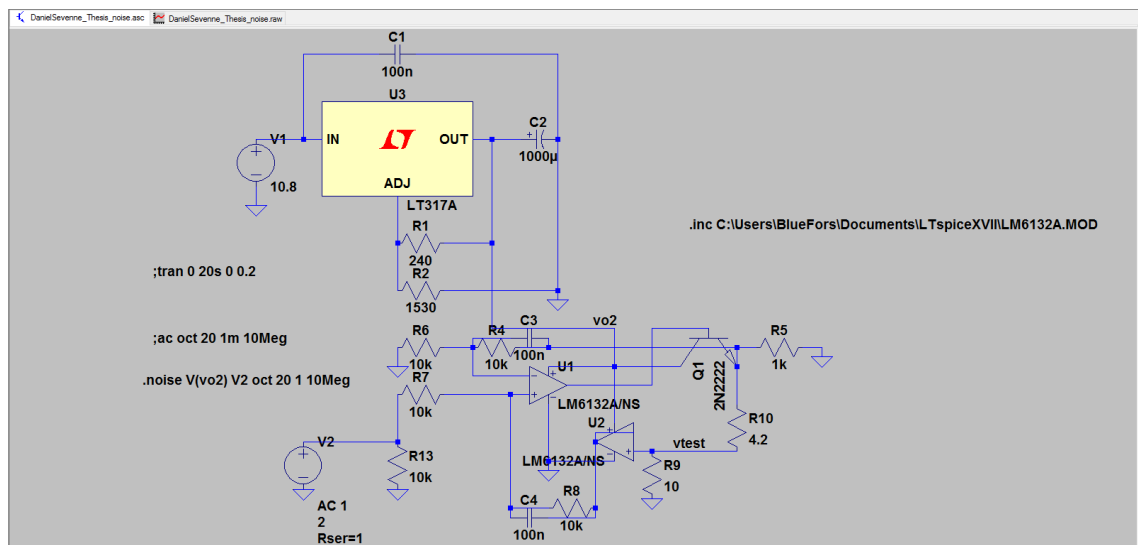 DanielSevenne_Thesis_noise.asc DanielSevenne_Thesis_noise.raw
C1
100n
U3
V1
IN
OUT
C2
1000µ
ADJ
10.8
LT317A
R1
240
R2
1530
.inc C:\Users\BlueFors\Documents\LTspiceXVII\LM6132A.MOD
;tran 0 20s 0 0.2
;ac oct 20 1m 10Meg
.noise V(vo2) V2 oct 20 1 10Meg
R6
10k
R4
10k
C3
100n
vo2
R5
1k
R7
10k
U1
LM6132A/NS
Q1
2N2222
U2
LM6132A/NS
vtest
R10
4.2
V2
R13
10k
R9
10
AC 1
2
Rser=1
C4
100n
R8
10k